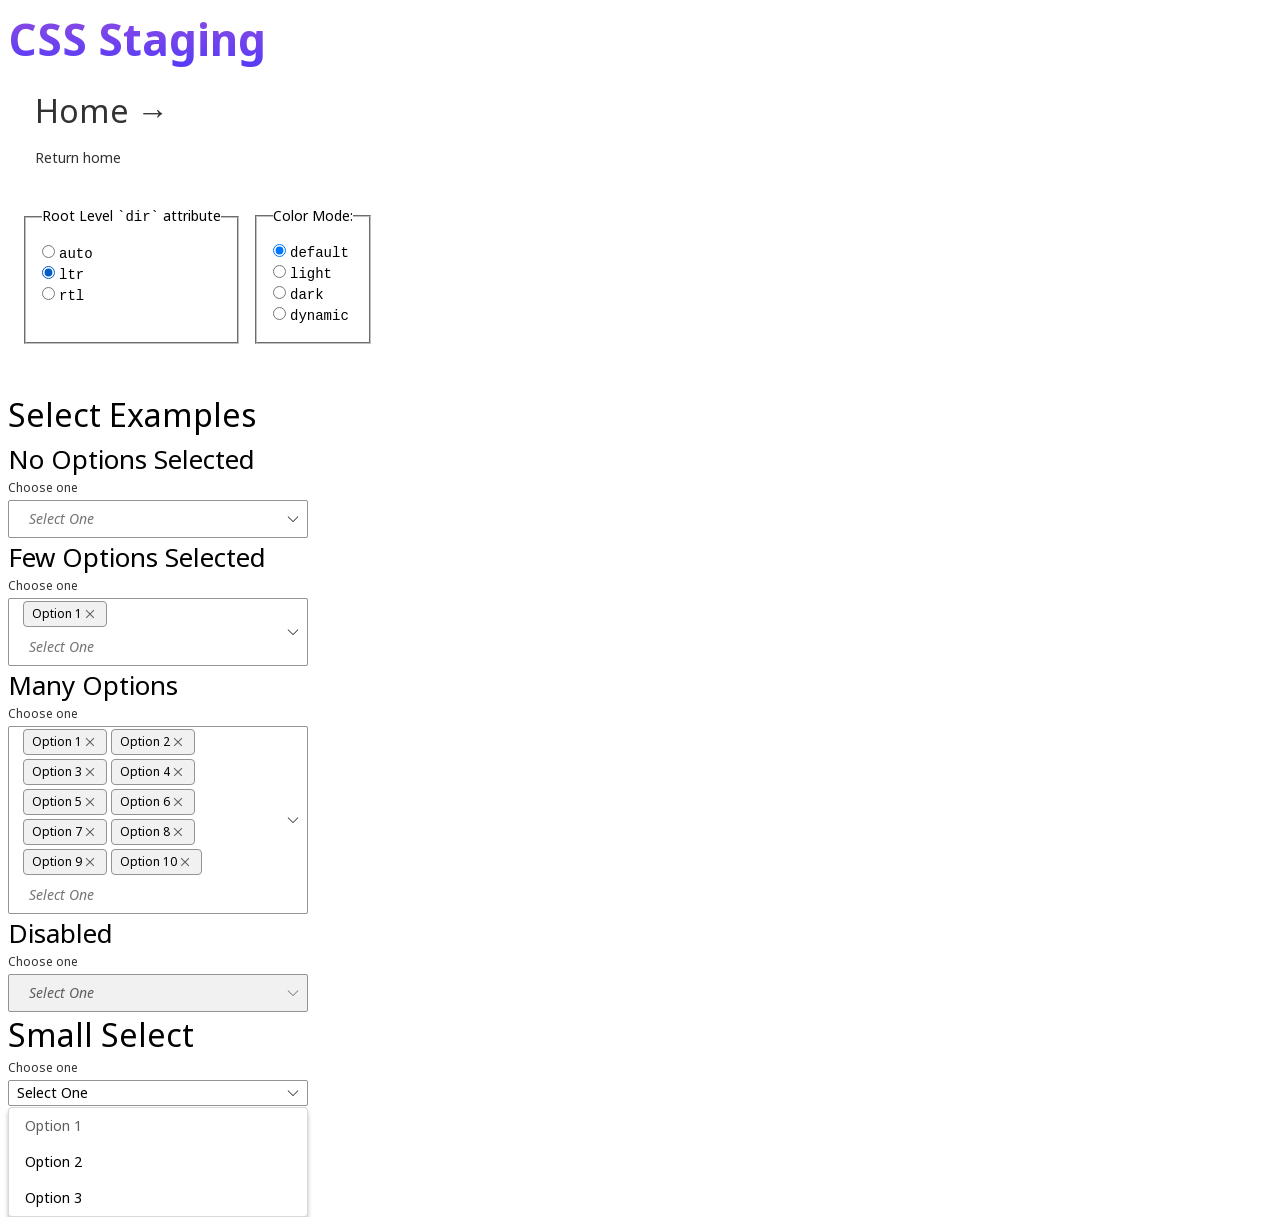 CSS Staging
Home →
Return home
Root Level `dir` attribute
auto
ltr
rtl
Color Mode:
default
light
dark
dynamic
Select Examples
No Options Selected
Choose one
Select One
Few Options Selected
Choose one
Option 1
Select One
Many Options
Choose one
Option 1 Option 2
Option 3 Option 4
Option 5 Option 6
Option 7 Option 8
Option 9 Option 10
Select One
Disabled
Choose one
Select One
Small Select
Choose one
Select One
Option 1
Option 2
Option 3